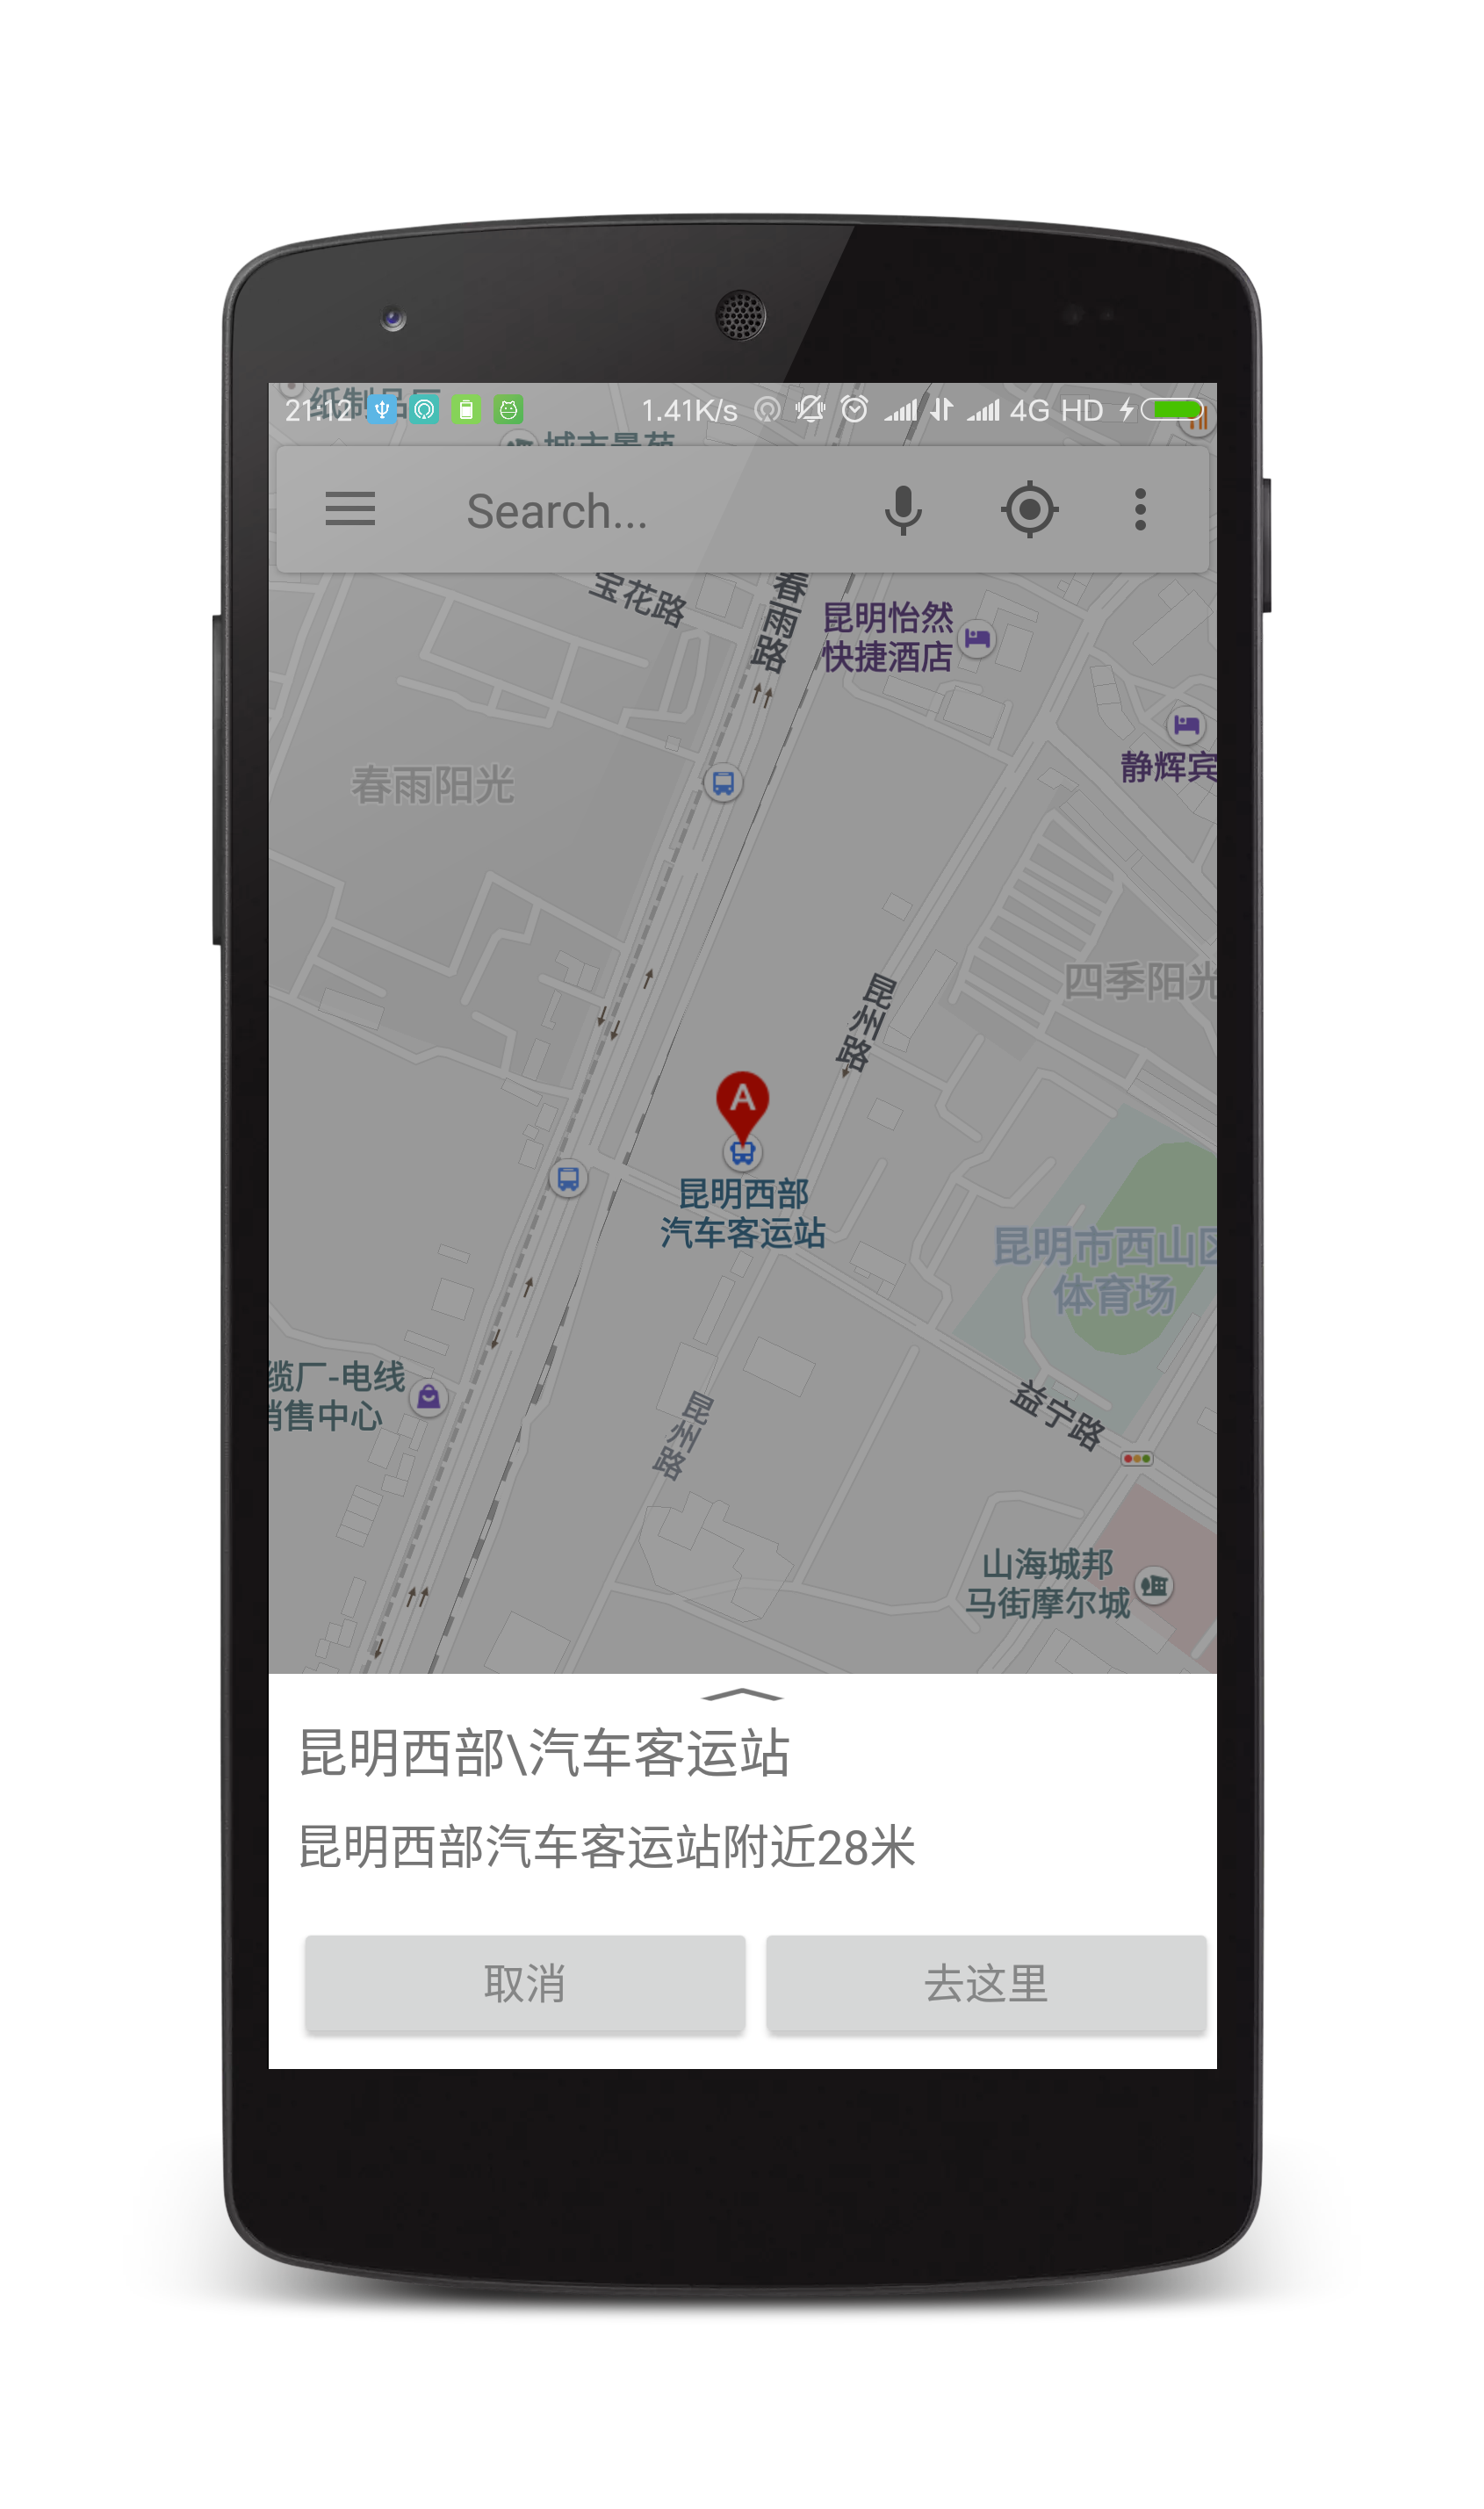 21:12
1.41K/s
4G HD
城市景苑
Search...
宝花路
春雨路
昆明怡然
快捷酒店
静辉宾
春雨阳光
四季阳光
昆州路
A
昆明西部
汽车客运站
昆明市西山区
体育场
缆厂-电线
销售中心
昆州路
益宁路
山海城邦
马街摩尔城
昆明西部\汽车客运站
昆明西部汽车客运站附近28米
取消
去这里